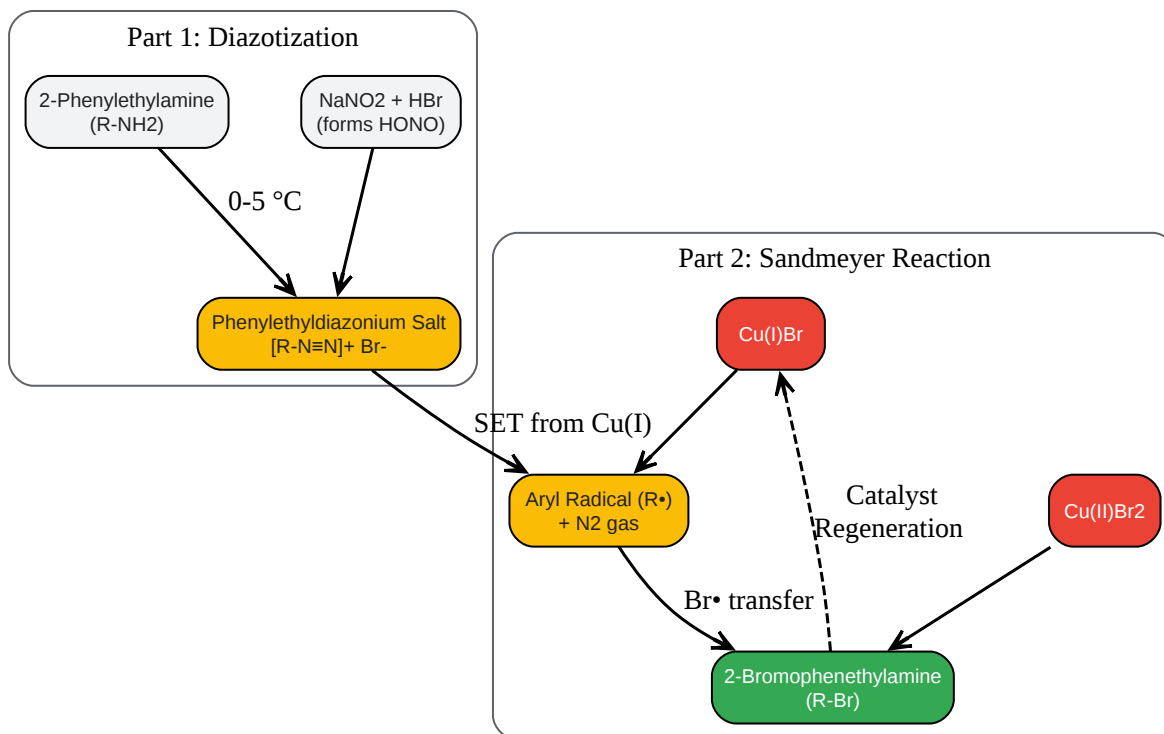 Part 1: Diazotization
2-Phenylethylamine
(R-NH2)
NaNO2 + HBr
(forms HONO)
0-5 °C
Phenylethyldiazonium Salt
[R-N≡N]+ Br-
Part 2: Sandmeyer Reaction
Cu(I)Br
SET from Cu(I)
Aryl Radical (R•)
+ N2 gas
Catalyst
Regeneration
Cu(II)Br2
Br• transfer
2-Bromophenethylamine
(R-Br)